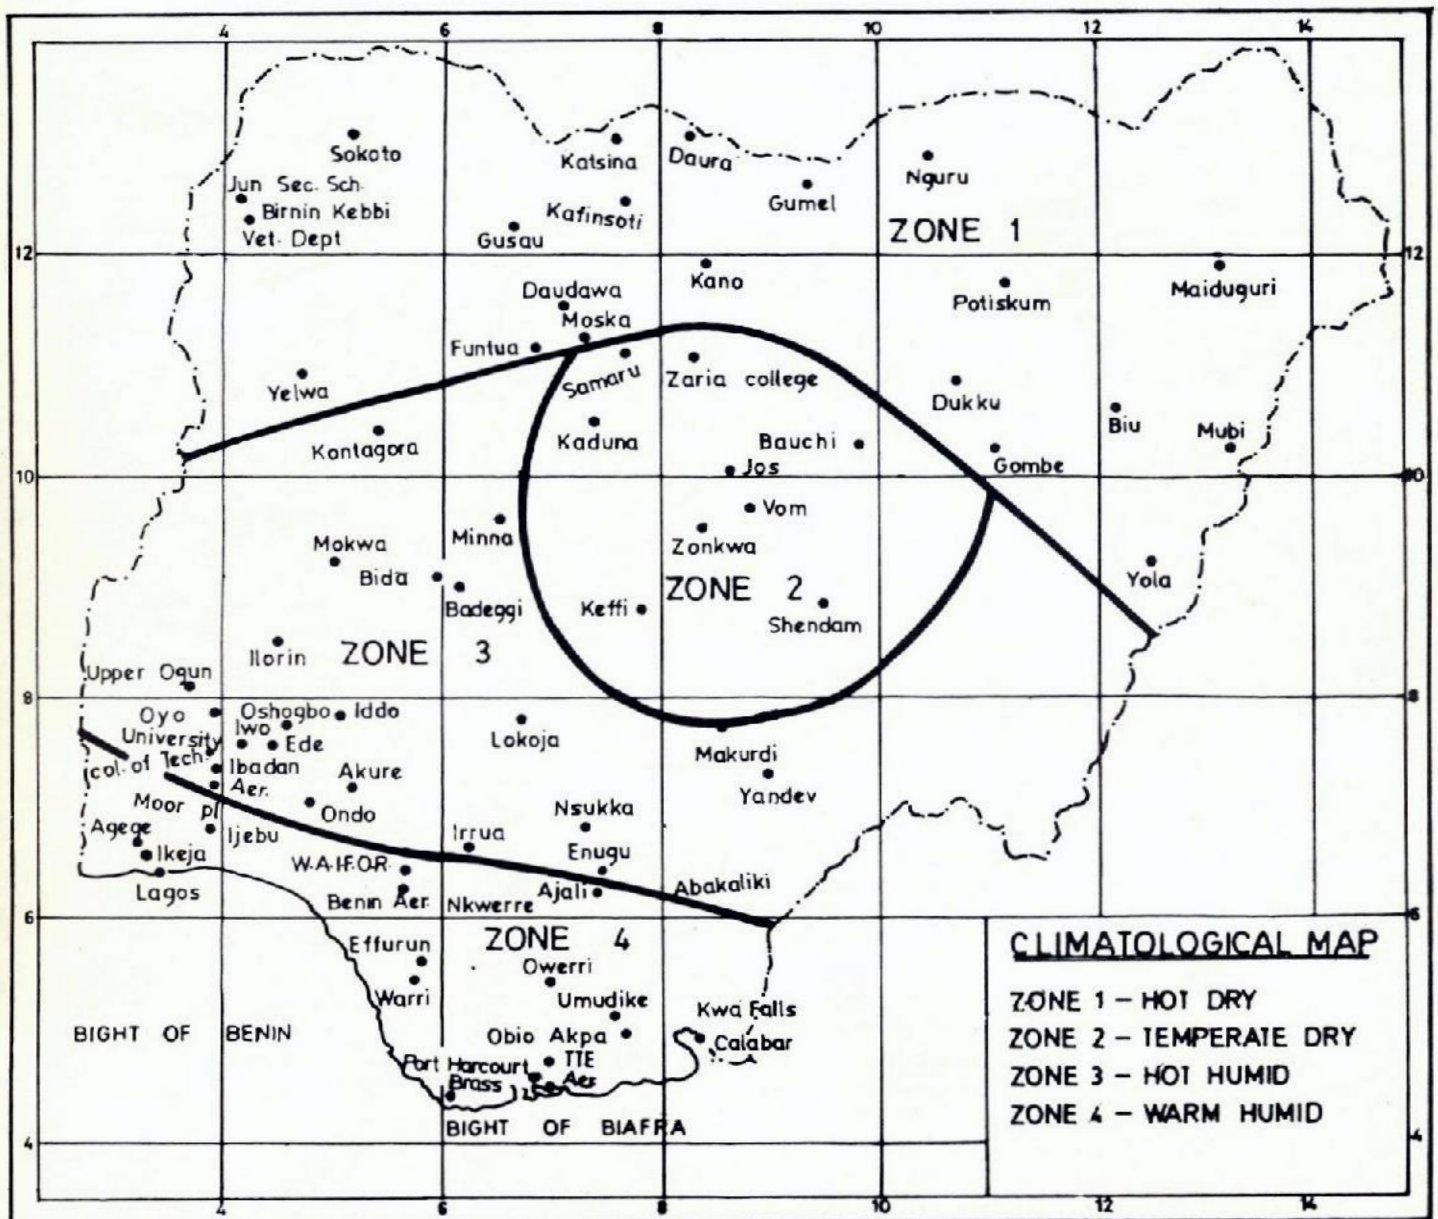 4 6 8 10 12 14
Sokoto
Katsina
Daura
Nguru
Jun Sec. Sch.
Birnin Kebbi
Vet. Dept
Kafinsoti
Gumel
Gusau
ZONE 1
12 12
Kano
Maiduguri
Daudawa
Potiskum
Moska
Funtua
Samaru
Zaria college
Yelwa
Dukku
Biu
Mubi
Kontagora
Kaduna
Bauchi
Jos
Gombe
10 10
Vom
Minna
Mokwa
Zonkwa
Bida
Yola
Badeggi
Keffi
ZONE 2
Shendam
Ilorin
ZONE 3
Upper Ogun
8 8
Oyo
Oshogbo
Iddo
University
Iwo
Ede
Lokoja
Makurdi
col. of Tech.
Ibadan
Akure
Aer.
Yandev
Moor pl
Ondo
Nsukka
Agege
Ijebu
Irrua
Ikeja
W.A.I.F.O.R.
Enugu
Lagos
Ajali
Abakaliki
Benin Aer.
Nkwerre
6 6
Effurun
ZONE 4
Owerri
Warri
Umudike
Kwa Falls
Obio Akpa
Calabar
BIGHT OF BENIN
Port Harcourt
TTE
Brass
Aer.
BIGHT OF BIAFRA
4 4
CLIMATOLOGICAL MAP
ZONE 1 - HOT DRY
ZONE 2 - TEMPERATE DRY
ZONE 3 - HOT HUMID
ZONE 4 - WARM HUMID
4 6 8 10 12 14